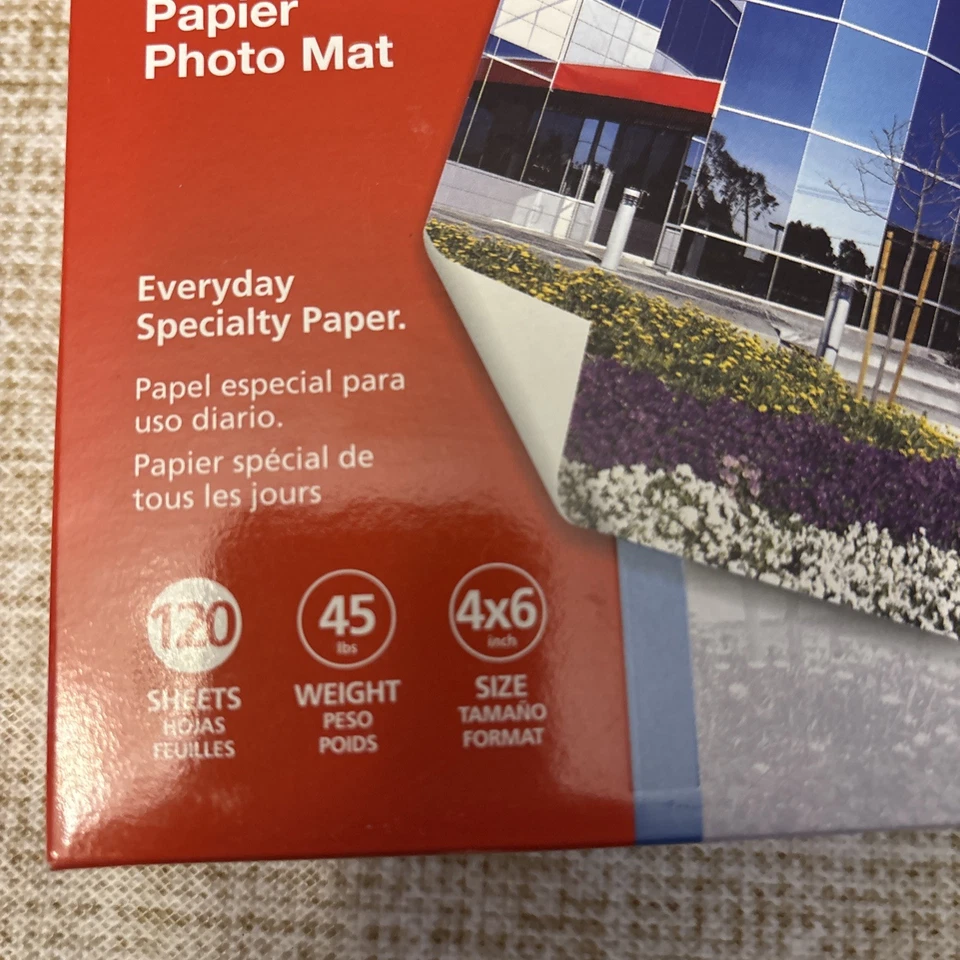 Papier
Photo Mat
Everyday
Specialty Paper.
Papel especial para
uso diario.
Papier spécial de
tous les jours
120
SHEETS
HOJAS
FEUILLES
45
lbs
WEIGHT
PESO
POIDS
4x6
inch
SIZE
TAMAÑO
FORMAT